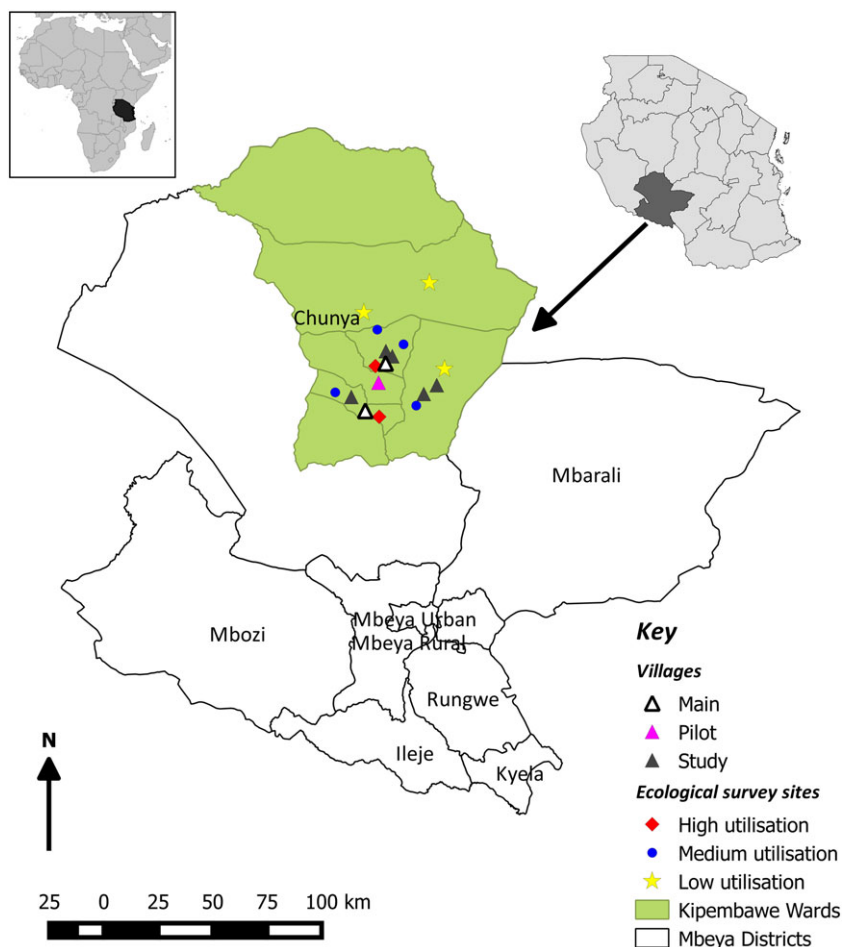 Chunya
Mbarali
Mbozi
Mbeya Urban
Mbeya Rural
Rungwe
Ileje
Kyela
N
25 0 25 50 75 100 km
Key
Villages
Main
Pilot
Study
Ecological survey sites
High utilisation
Medium utilisation
Low utilisation
Kipembawe Wards
Mbeya Districts